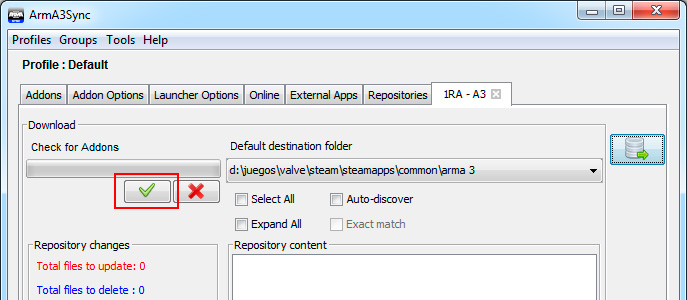 ArmA3Sync
Profiles Groups Tools Help
Profile : Default
Addons Addon Options Launcher Options Online External Apps Repositories 1RA - A3
Download
Check for Addons
Default destination folder
d:\juegos\valve\steam\steamapps\common\arma 3
Select All Auto-discover
Expand All Exact match
Repository changes
Repository content
Total files to update: 0
Total files to delete : 0